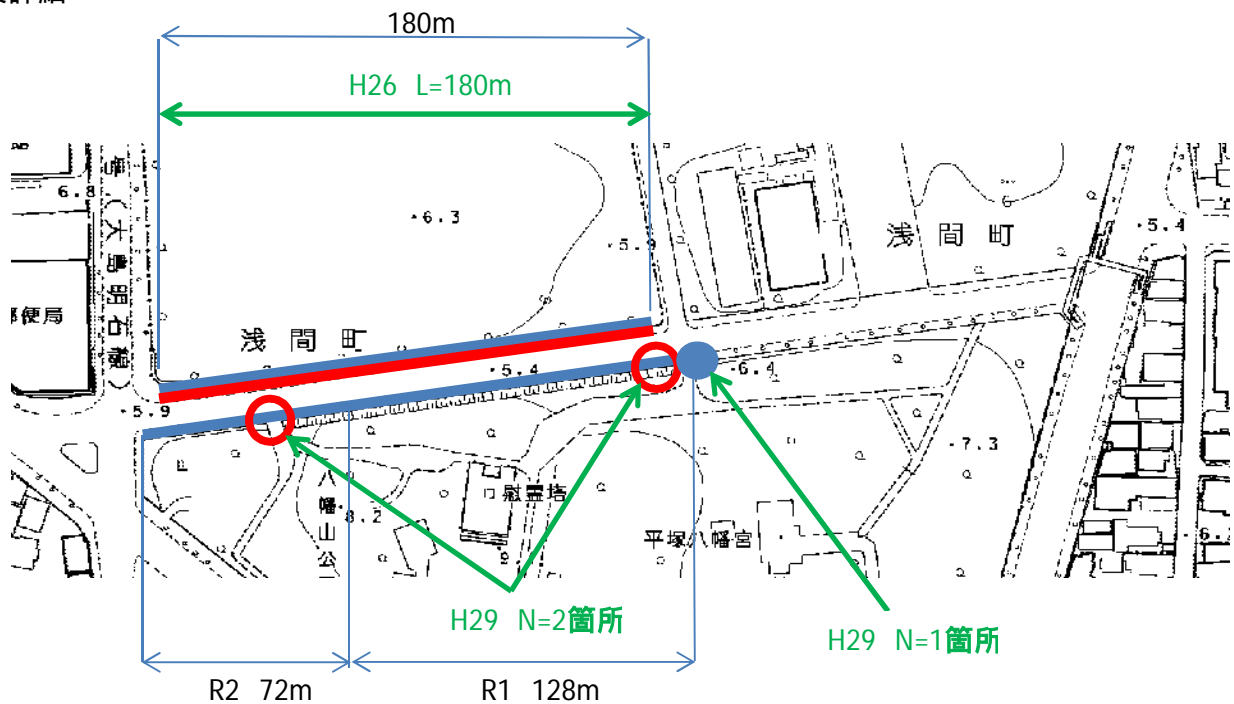 180m
H26 L=180m
6.8
号(大島明石線)
・6.3
・5.9
浅間町
・5.4
郵便局
浅間町
・5.4
・6.4
・5.9
・7.3
八幡山公
8.2
慰霊塔
平塚八幡宮
H29 N=2箇所
H29 N=1箇所
R2 72m
R1 128m